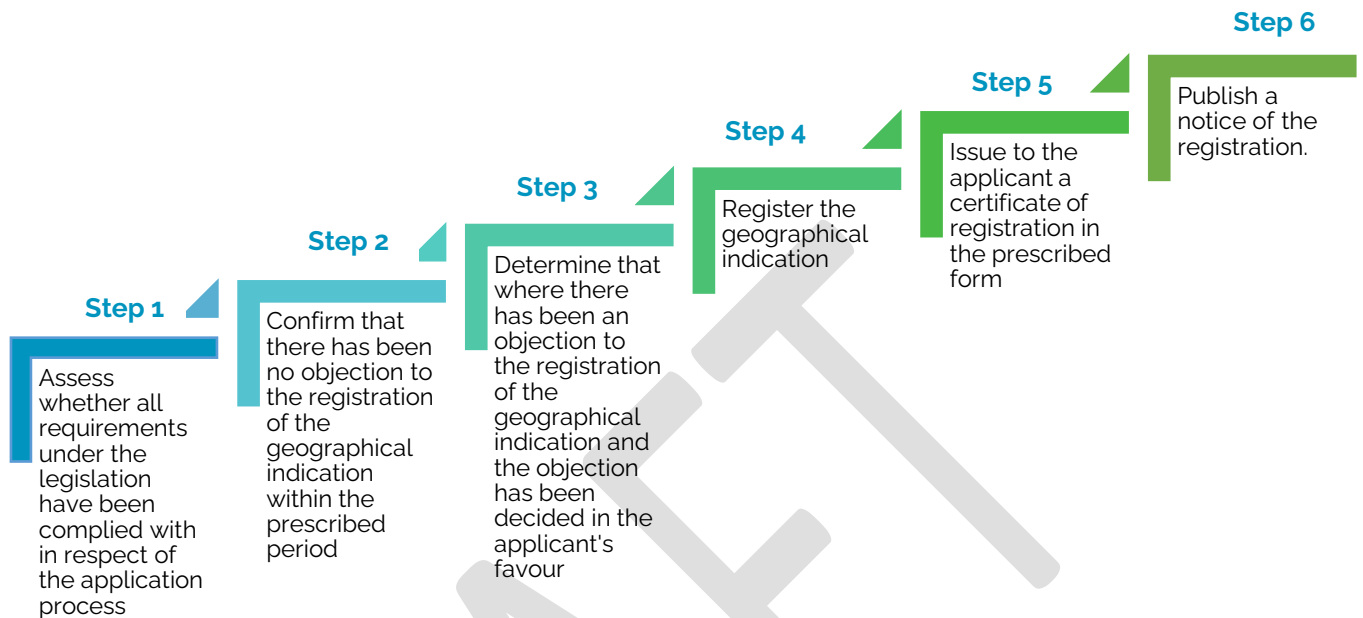 Step 1
Assess
whether all
requirements
under the
legislation
have been
complied with
in respect of
the application
process
Step 2
Confirm that
there has been
no objection to
the registration
of the
geographical
indication
within the
prescribed
period
Step 3
Determine that
where there
has been an
objection to
the registration
of the
geographical
indication and
the objection
has been
decided in the
applicant's
favour
Step 4
Register the
geographical
indication
Step 5
Issue to the
applicant a
certificate of
registration in
the prescribed
form
Step 6
Publish a
notice of the
registration.